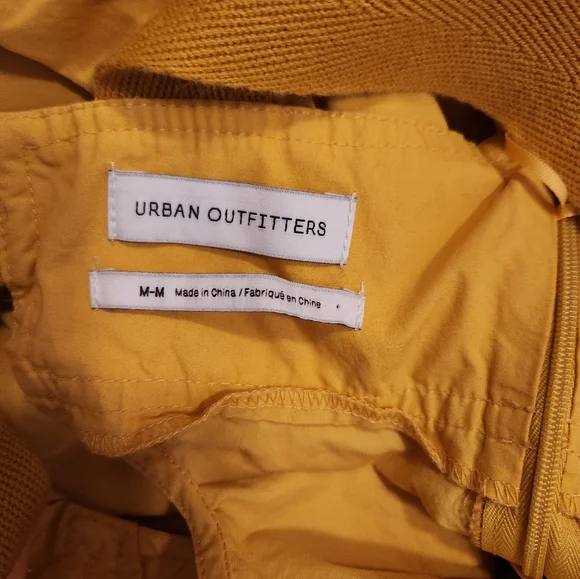 URBAN OUTFITTERS
M-M Made in China / Fabriqué en Chine